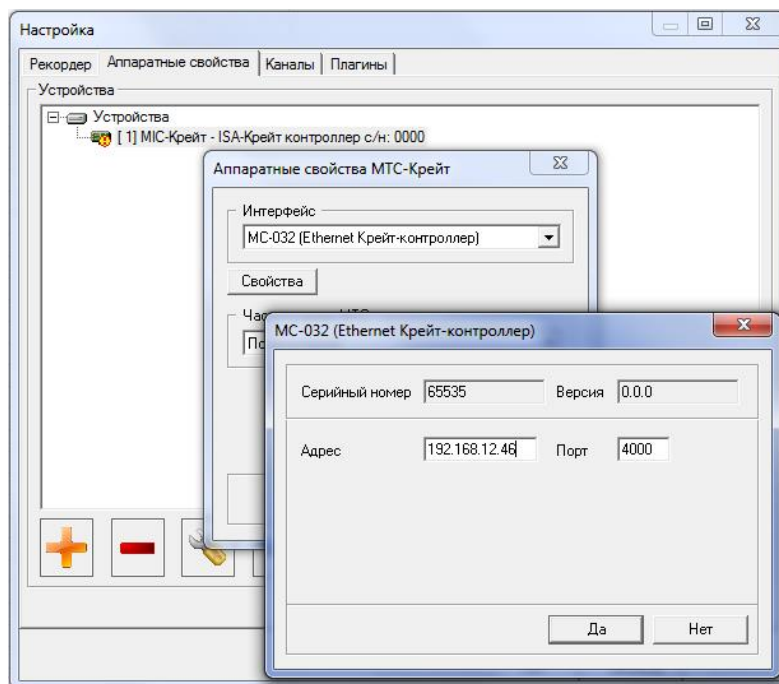 Настройка
Рекордер Аппаратные свойства Каналы Плагины
Устройства
Устройства
[ 1] MIC-Крейт - ISA-Крейт контроллер с/н: 0000
Аппаратные свойства МТС-Крейт
Интерфейс
MC-032 (Ethernet Крейт-контроллер)
Свойства
MC-032 (Ethernet Крейт-контроллер)
Серийный номер 65535 Версия 0.0.0
Адрес 192.168.12.46 Порт 4000
Да Нет